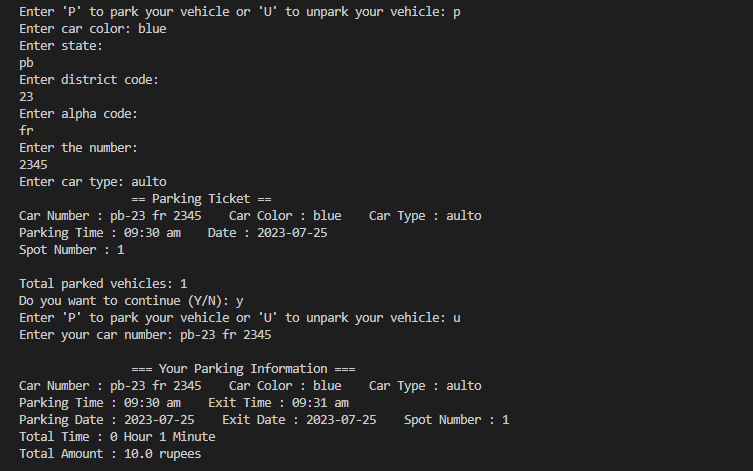 Enter 'P' to park your vehicle or 'U' to unpark your vehicle: p
Enter car color: blue
Enter state:
pb
Enter district code:
23
Enter alpha code:
fr
Enter the number:
2345
Enter car type: aulto
== Parking Ticket ==
Car Number : pb-23 fr 2345    Car Color : blue    Car Type : aulto
Parking Time : 09:30 am    Date : 2023-07-25
Spot Number : 1
Total parked vehicles: 1
Do you want to continue (Y/N): y
Enter 'P' to park your vehicle or 'U' to unpark your vehicle: u
Enter your car number: pb-23 fr 2345
=== Your Parking Information ===
Car Number : pb-23 fr 2345    Car Color : blue    Car Type : aulto
Parking Time : 09:30 am    Exit Time : 09:31 am
Parking Date : 2023-07-25    Exit Date : 2023-07-25    Spot Number : 1
Total Time : 0 Hour 1 Minute
Total Amount : 10.0 rupees